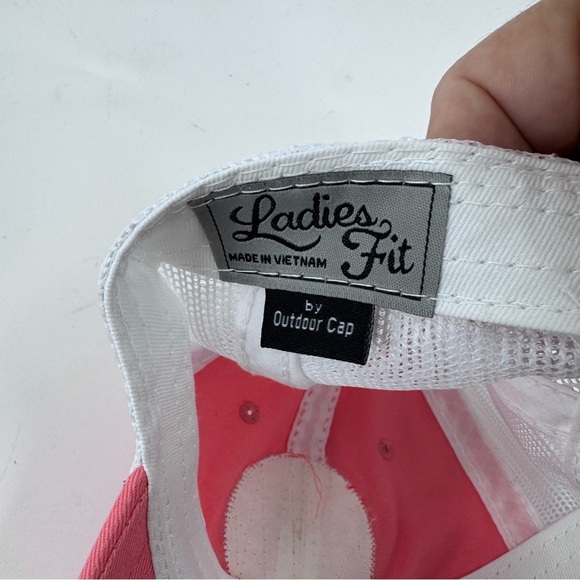 Ladies
Fit
MADE IN VIETNAM
by
Outdoor Cap